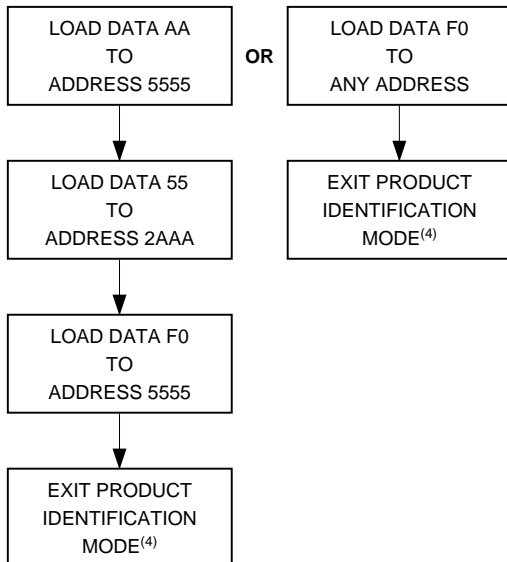 LOAD DATA AA
TO
ADDRESS 5555
LOAD DATA 55
TO
ADDRESS 2AAA
LOAD DATA F0
TO
ADDRESS 5555
EXIT PRODUCT
IDENTIFICATION
MODE(4)
OR
LOAD DATA F0
TO
ANY ADDRESS
EXIT PRODUCT
IDENTIFICATION
MODE(4)